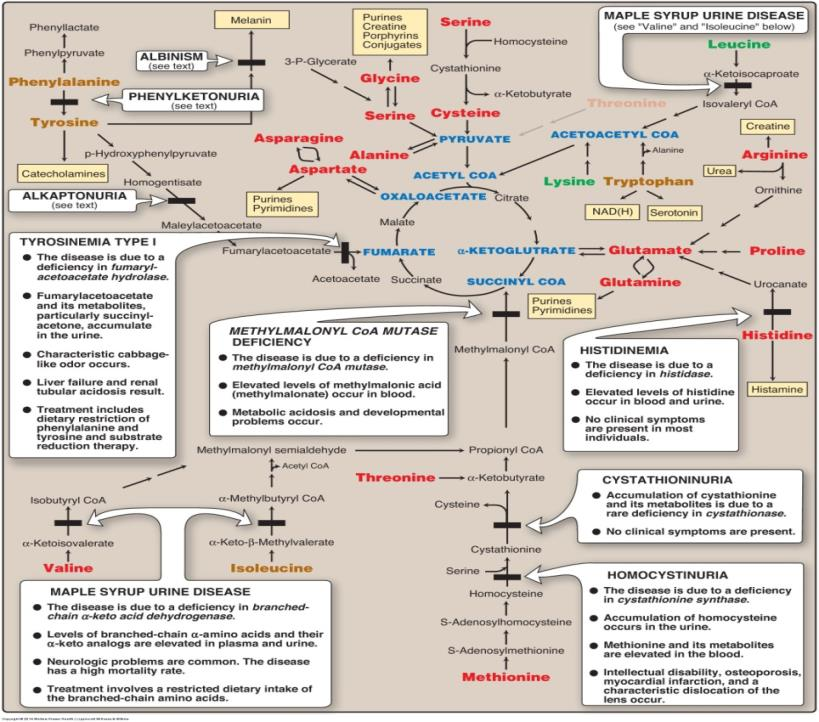 Phenyllactate
Phenylpyruvate
Phenylalanine
Tyrosine
Melanin
ALBINISM
(see text)
PHENYLKETONURIA
(see text)
Catecholamines
p-Hydroxyphenylpyruvate
Homogentisate
ALKAPTONURIA
(see text)
Maleylacetoacetate
Fumarylacetoacetate
Acetoacetate
Purines
Creatine
Porphyrins
Conjugates
3-P-Glycerate
Glycine
Serine
Serine
Homocysteine
Cystathionine
α-Ketobutyrate
Cysteine
Asparagine
Aspartate
Alanine
Purines
Pyrimidines
PYRUVATE
ACETYL COA
OXALOACETATE
Citrate
Malate
FUMARATE
α-KETOGLUTRATE
Succinate
SUCCINYL COA
MAPLE SYRUP URINE DISEASE
(see "Valine" and "Isoleucine" below)
Leucine
α-Ketoisocaproate
Isovaleryl CoA
Threonine
ACETOACETYL COA
Alanine
Lysine
Tryptophan
NAD(H)
Serotonin
Creatine
Arginine
Urea
Ornithine
Glutamate
Proline
Glutamine
Purines
Pyrimidines
Urocanate
Histidine
Histamine
TYROSINEMIA TYPE I
● The disease is due to a
deficiency in fumaryl-
acetoacetate hydrolase.
● Fumarylacetoacetate
and its metabolites,
particularly succinyl-
acetone, accumulate
in the urine.
● Characteristic cabbage-
like odor occurs.
● Liver failure and renal
tubular acidosis result.
● Treatment includes
dietary restriction of
phenylalanine and
tyrosine and substrate
reduction therapy.
METHYLMALONYL CoA MUTASE
DEFICIENCY
● The disease is due to a deficiency in
methylmalonyl CoA mutase.
● Elevated levels of methylmalonic acid
(methylmalonate) occur in blood.
● Metabolic acidosis and developmental
problems occur.
HISTIDINEMIA
● The disease is due to a
deficiency in histidase.
● Elevated levels of histidine
occur in blood and urine.
● No clinical symptoms
are present in most
individuals.
Methylmalonyl CoA
Methylmalonyl semialdehyde
Propionyl CoA
Acetyl CoA
Threonine
α-Ketobutyrate
Isobutyryl CoA
α-Methylbutyryl CoA
α-Ketoisovalerate
α-Keto-β-Methylvalerate
Valine
Isoleucine
Cysteine
Cystathionine
Serine
Homocysteine
S-Adenosylhomocysteine
S-Adenosylmethionine
Methionine
CYSTATHIONINURIA
● Accumulation of cystathionine
and its metabolites is due to a
rare deficiency in cystathionase.
● No clinical symptoms are present.
MAPLE SYRUP URINE DISEASE
● The disease is due to a deficiency in branched-
chain α-keto acid dehydrogenase.
● Levels of branched-chain α-amino acids and their
α-keto analogs are elevated in plasma and urine.
● Neurologic problems are common. The disease
has a high mortality rate.
● Treatment involves a restricted dietary intake of
the branched-chain amino acids.
HOMOCYSTINURIA
● The disease is due to a deficiency
in cystathionine synthase.
● Accumulation of homocysteine
occurs in the urine.
● Methionine and its metabolites
are elevated in the blood.
● Intellectual disability, osteoporosis,
myocardial infarction, and a
characteristic dislocation of the
lens occur.